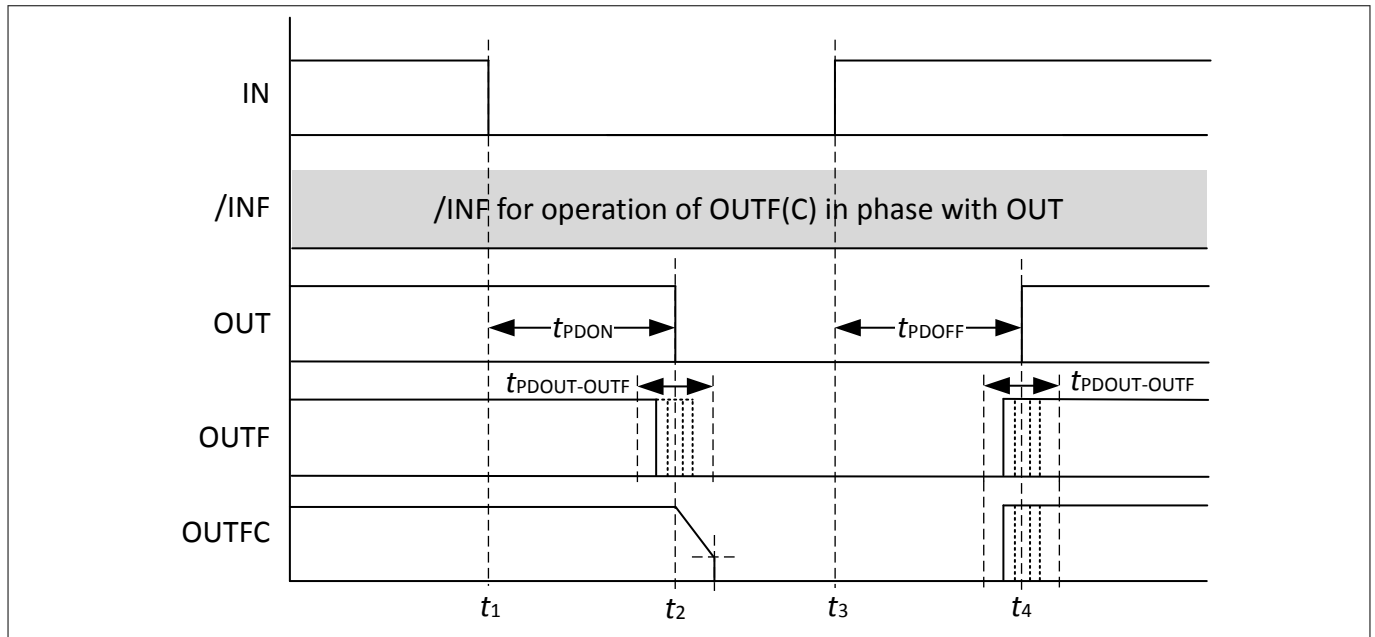 IN
/INF
/INF for operation of OUTF(C) in phase with OUT
OUT
tPDON
tPDOFF
tPDOUT-OUTF
tPDOUT-OUTF
OUTF
OUTFC
t1
t2
t3
t4